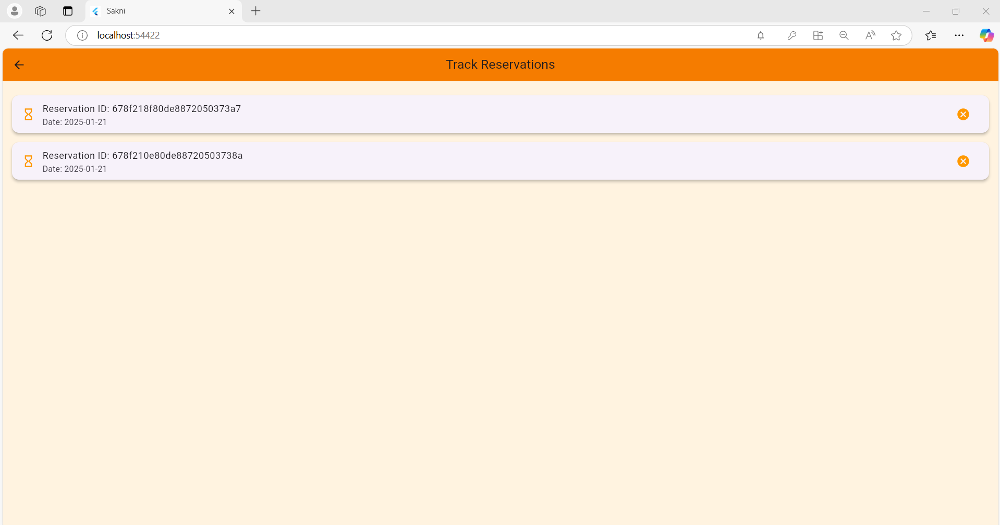 Sakni
localhost:54422
Track Reservations
Reservation ID: 678f218f80de8872050373a7
Date: 2025-01-21
Reservation ID: 678f210e80de88720503738a
Date: 2025-01-21